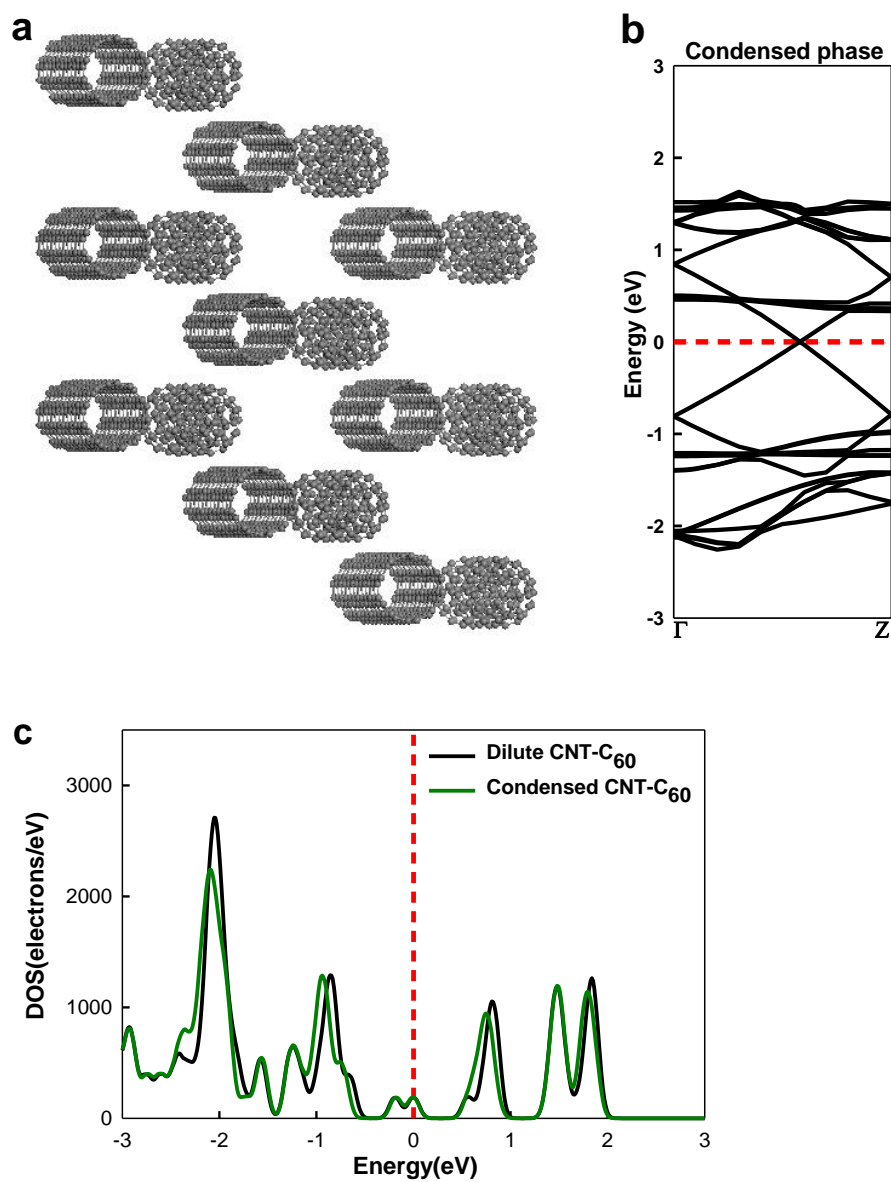 a
b
Condensed phase
3
2
1
0
-1
-2
-3
Energy (eV)
Γ Z
c
Dilute CNT-C60
Condensed CNT-C60
3000
2000
1000
0
DOS(electrons/eV)
-3 -2 -1 0 1 2 3
Energy(eV)